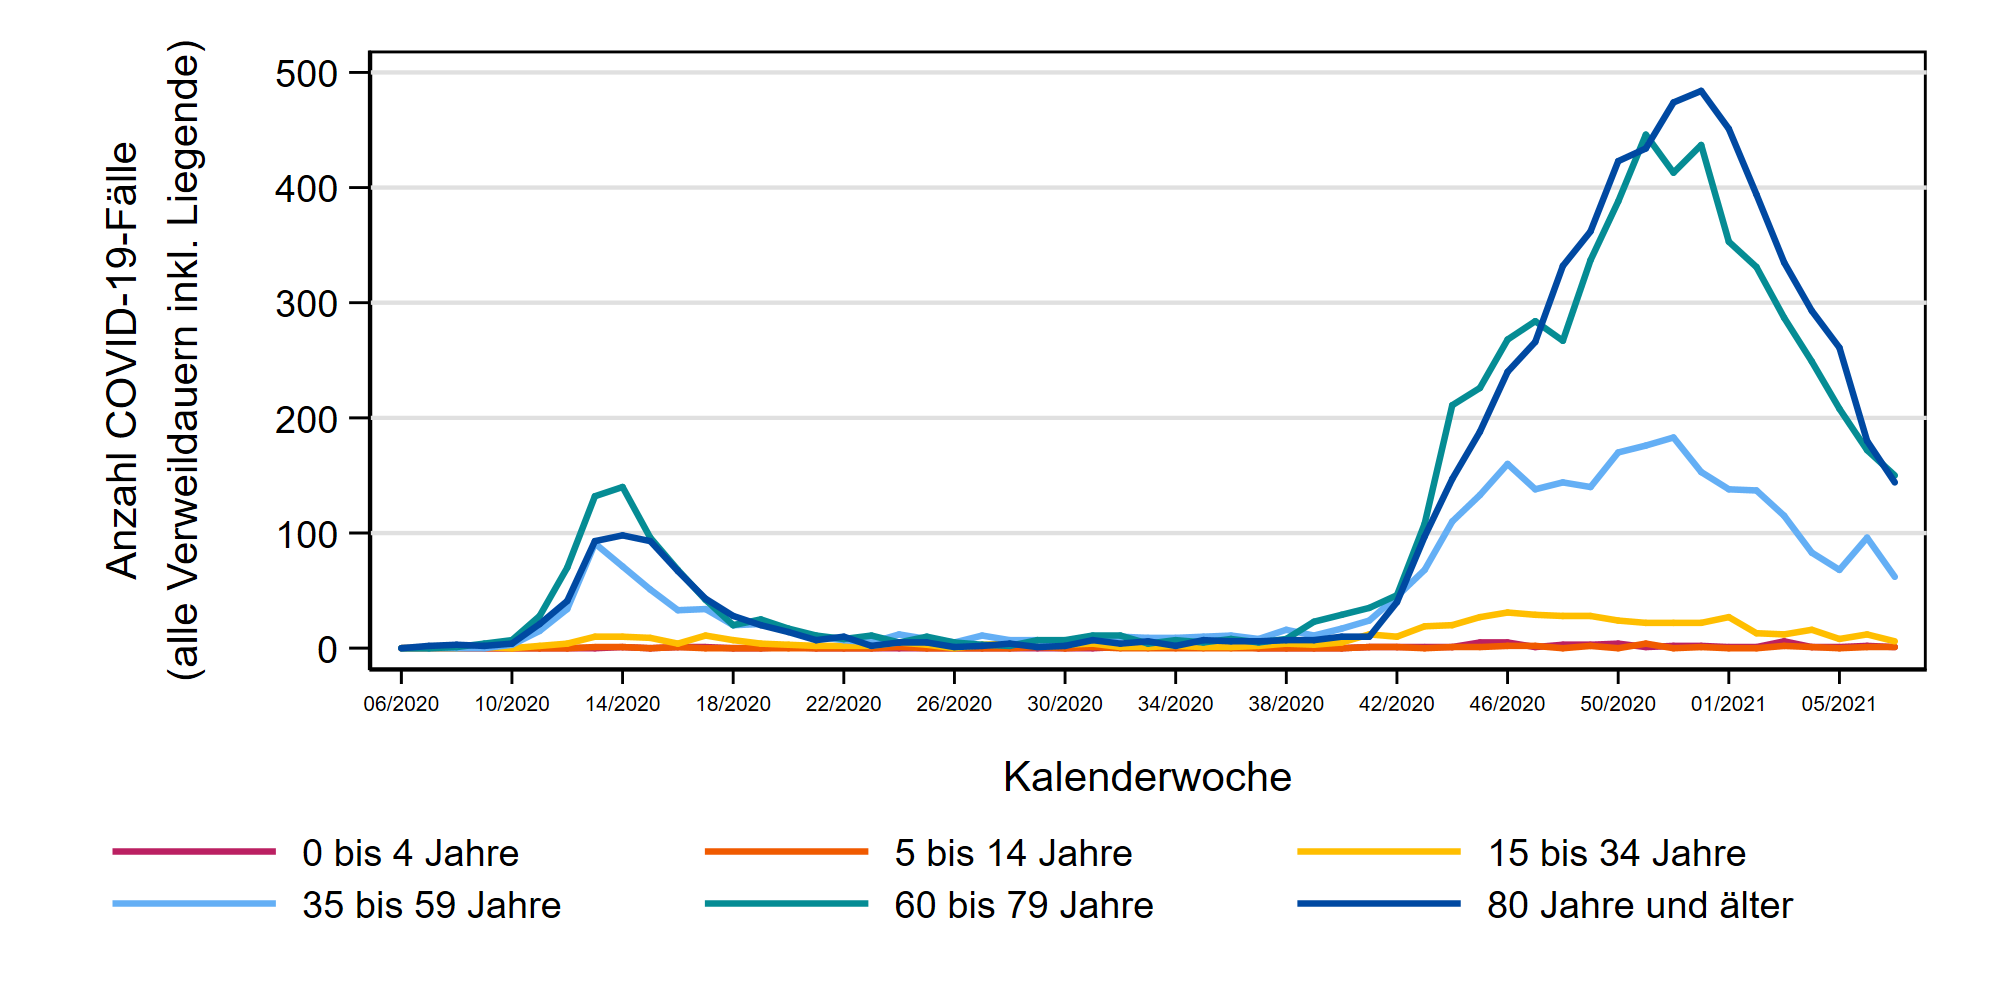 Anzahl COVID-19-Fälle
(alle Verweildauern inkl. Liegende)
500
400
300
200
100
0
06/2020 10/2020 14/2020 18/2020 22/2020 26/2020 30/2020 34/2020 38/2020 42/2020 46/2020 50/2020 01/2021 05/2021
Kalenderwoche
0 bis 4 Jahre 5 bis 14 Jahre 15 bis 34 Jahre
35 bis 59 Jahre 60 bis 79 Jahre 80 Jahre und älter